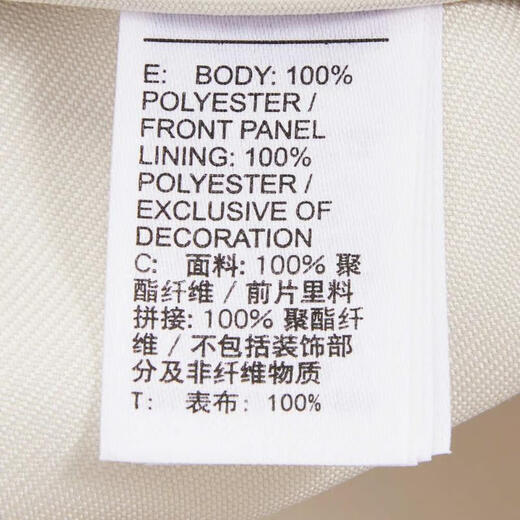 E: BODY: 100%
POLYESTER /
FRONT PANEL
LINING: 100%
POLYESTER /
EXCLUSIVE OF
DECORATION
C: 面料: 100% 聚
酯纤维 / 前片里料
拼接: 100% 聚酯纤
维 / 不包括装饰部
分及非纤维物质
T: 表布: 100%